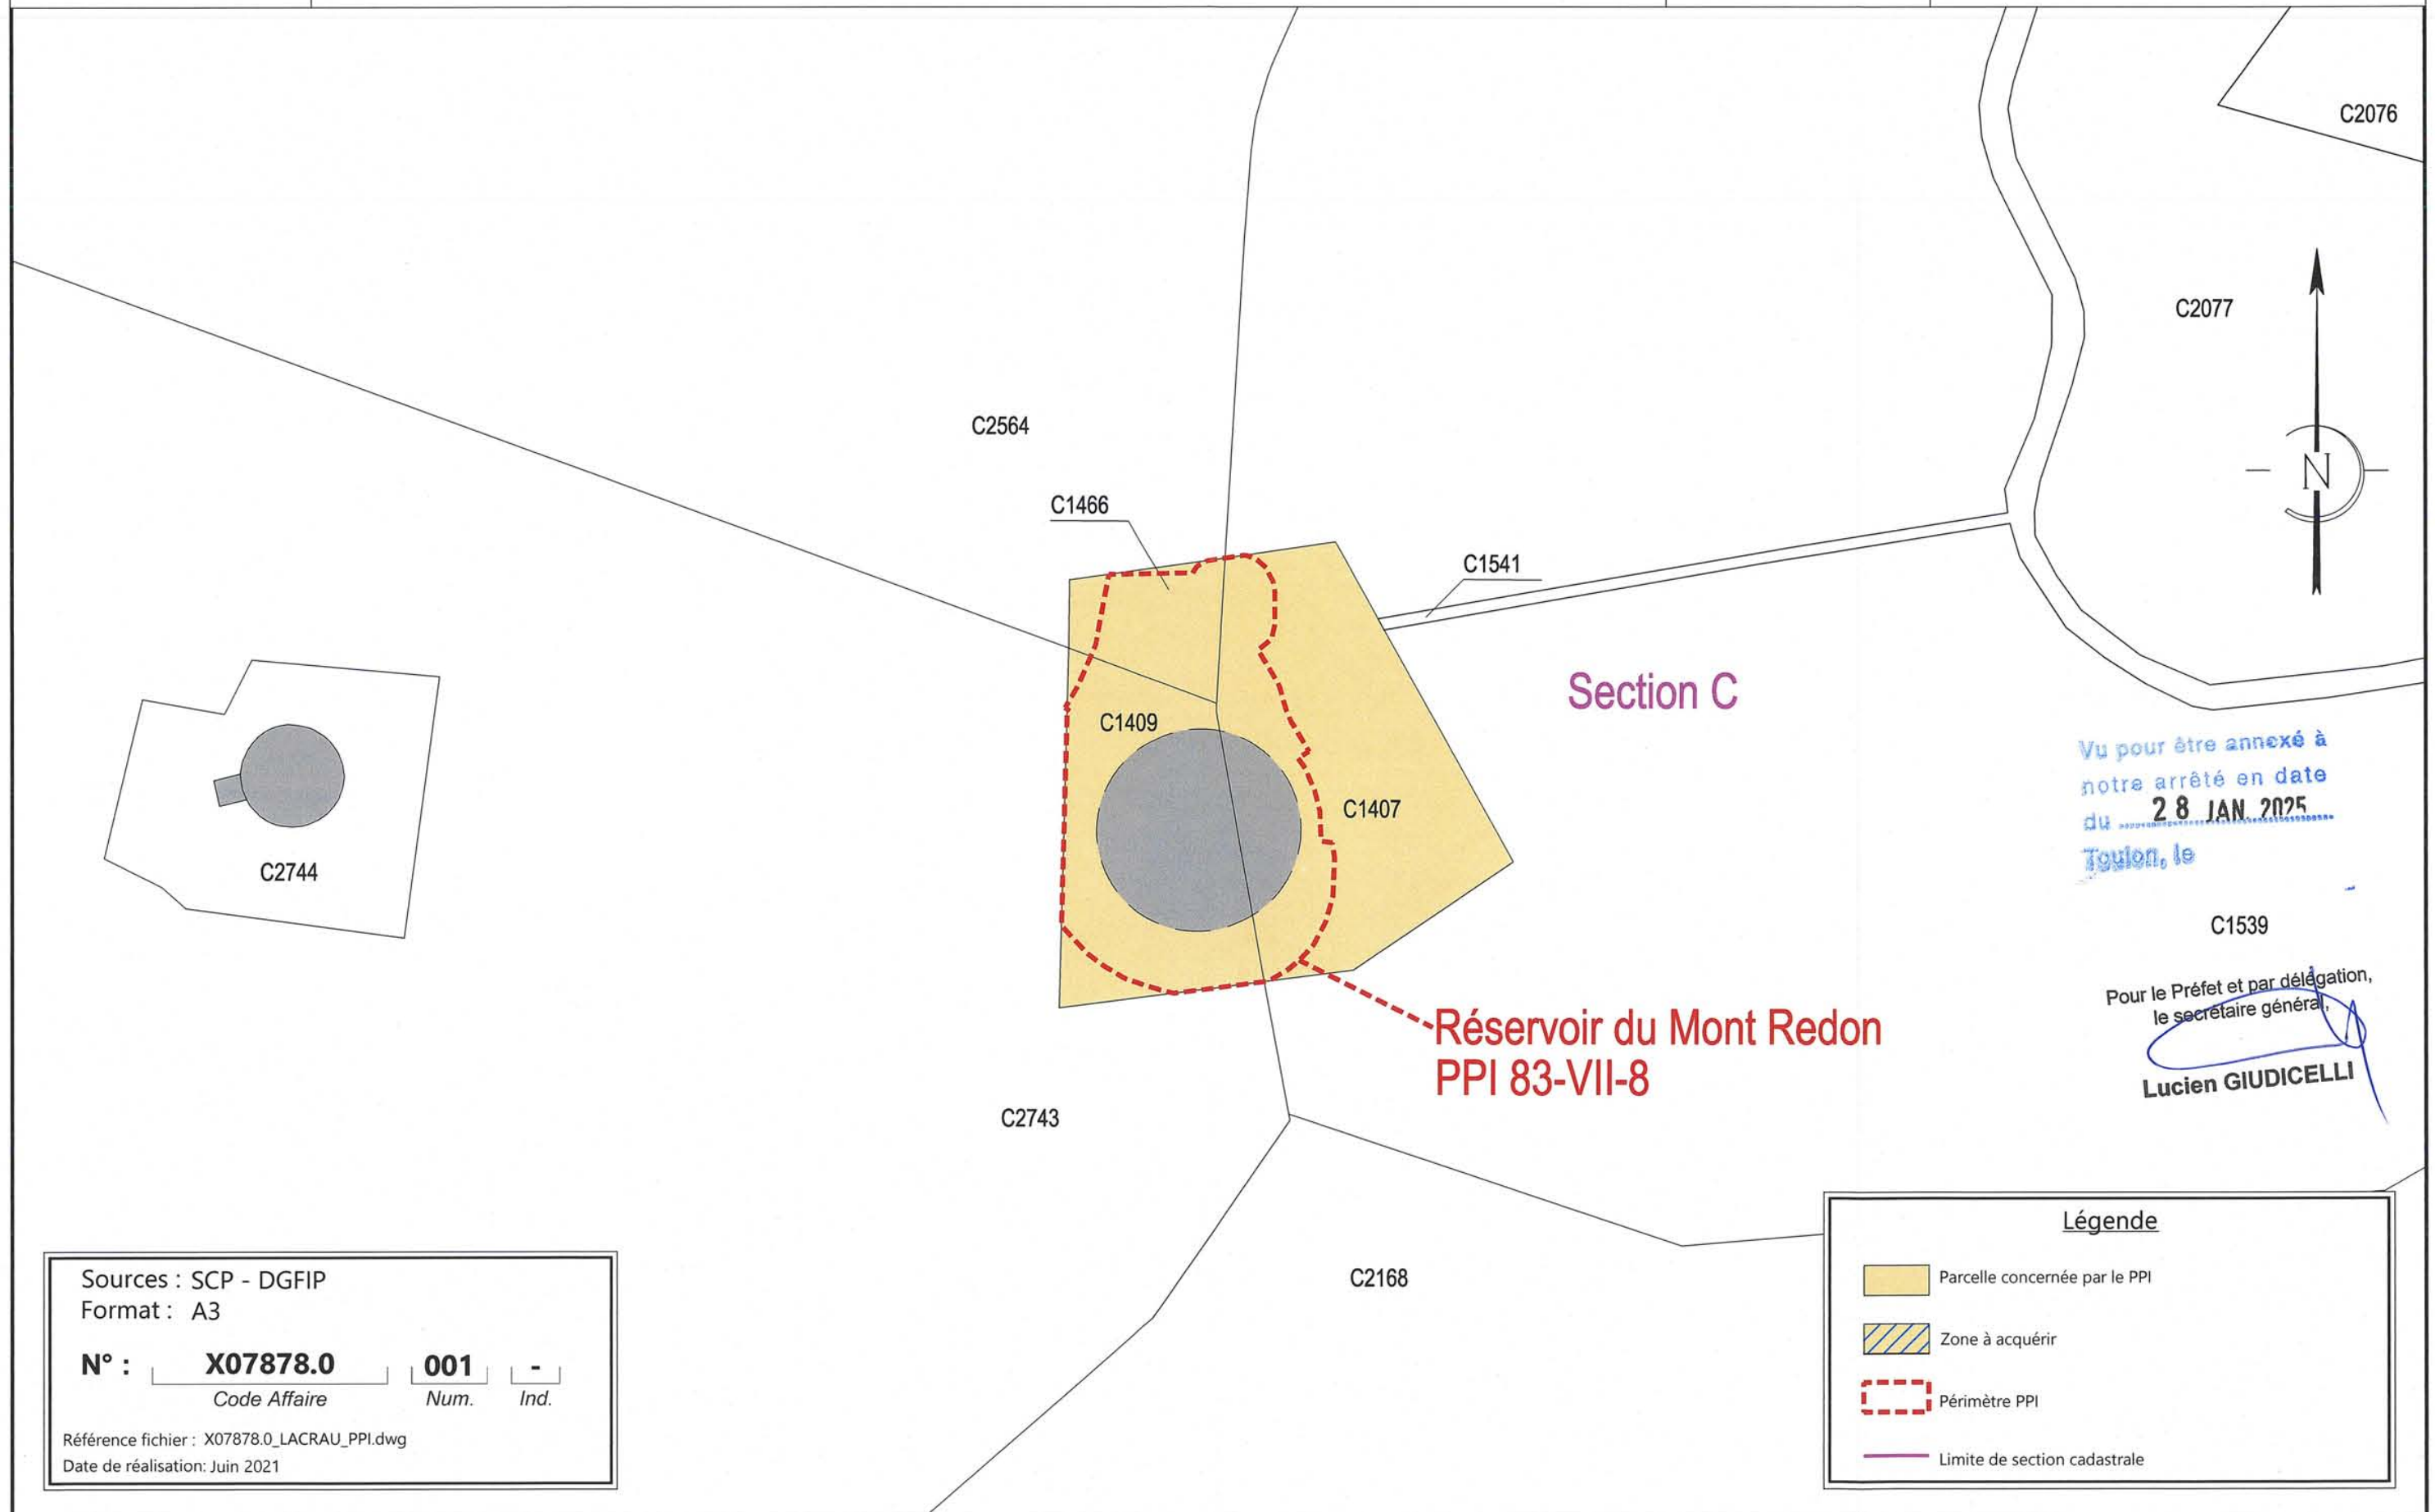 C2076
C2077
C2564
C1466
C1541
N
Section C
C1409
C1407
C2744
Vu pour être annexé à
notre arrêté en date
du 28 JAN. 2025
Toulon, le
C1539
Pour le Préfet et par délégation,
le secrétaire général,
Lucien GIUDICELLI
Réservoir du Mont Redon
PPI 83-VII-8
C2743
C2168
Sources : SCP - DGFIP
Format : A3
N° : X07878.0 001 -
Code Affaire Num. Ind.
Référence fichier : X07878.0_LACRAU_PPI.dwg
Date de réalisation: Juin 2021
Légende
Parcelle concernée par le PPI
Zone à acquérir
Périmètre PPI
Limite de section cadastrale